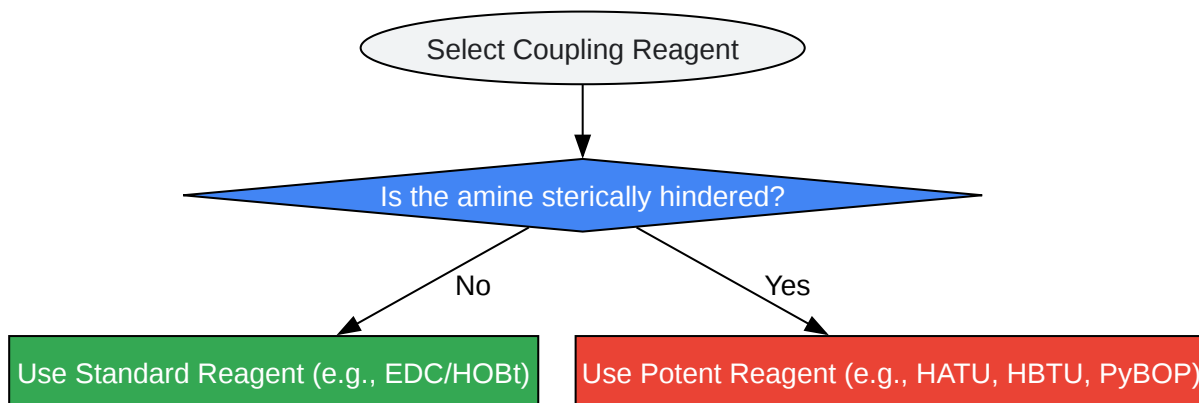 Select Coupling Reagent
Is the amine sterically hindered?
No
Yes
Use Standard Reagent (e.g., EDC/HOBt)
Use Potent Reagent (e.g., HATU, HBTU, PyBOP)